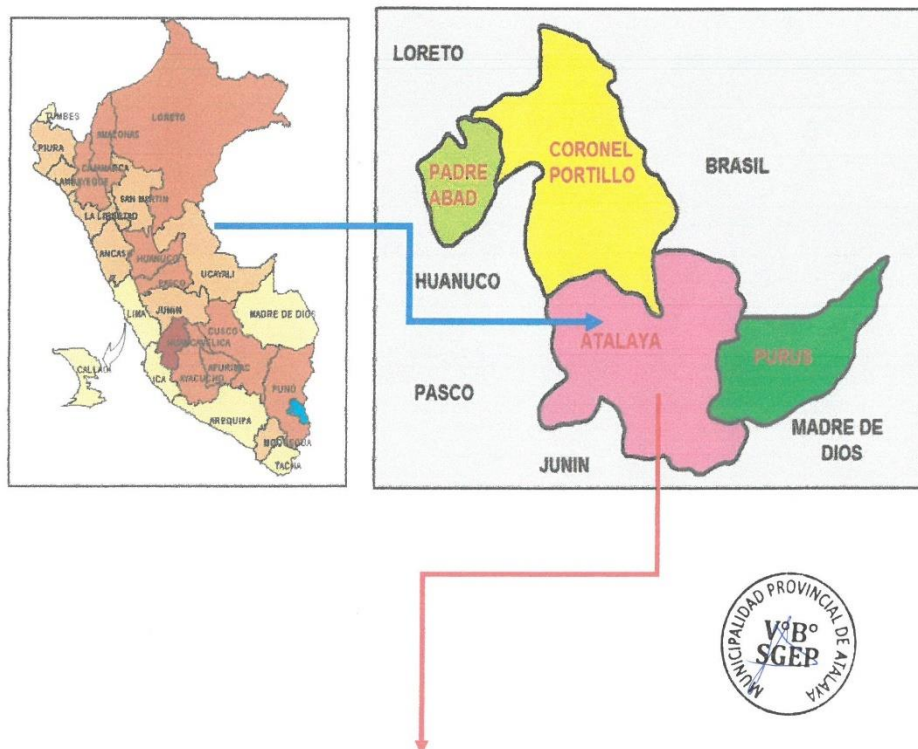 TUMBES
LORETO
PIURA
AMAZONAS
CAJAMARCA
LAMBAYEQUE
SAN MARTIN
LA LIBERTAD
ANCAS
HUANUCO
UCAYALI
PASCO
LIMA
JUNIN
MADRE DE DIOS
CUSCO
HUANCAVELICA
CALLAO
ICA
AYACUCHO
APURIMAC
PUNO
AREQUIPA
MOQUEGUA
TACNA
LORETO
PADRE
ABAD
CORONEL
PORTILLO
BRASIL
HUANUCO
ATALAYA
PURUS
PASCO
MADRE DE
DIOS
JUNIN
MUNICIPALIDAD PROVINCIAL DE ATALAYA
V°B°
SGEP